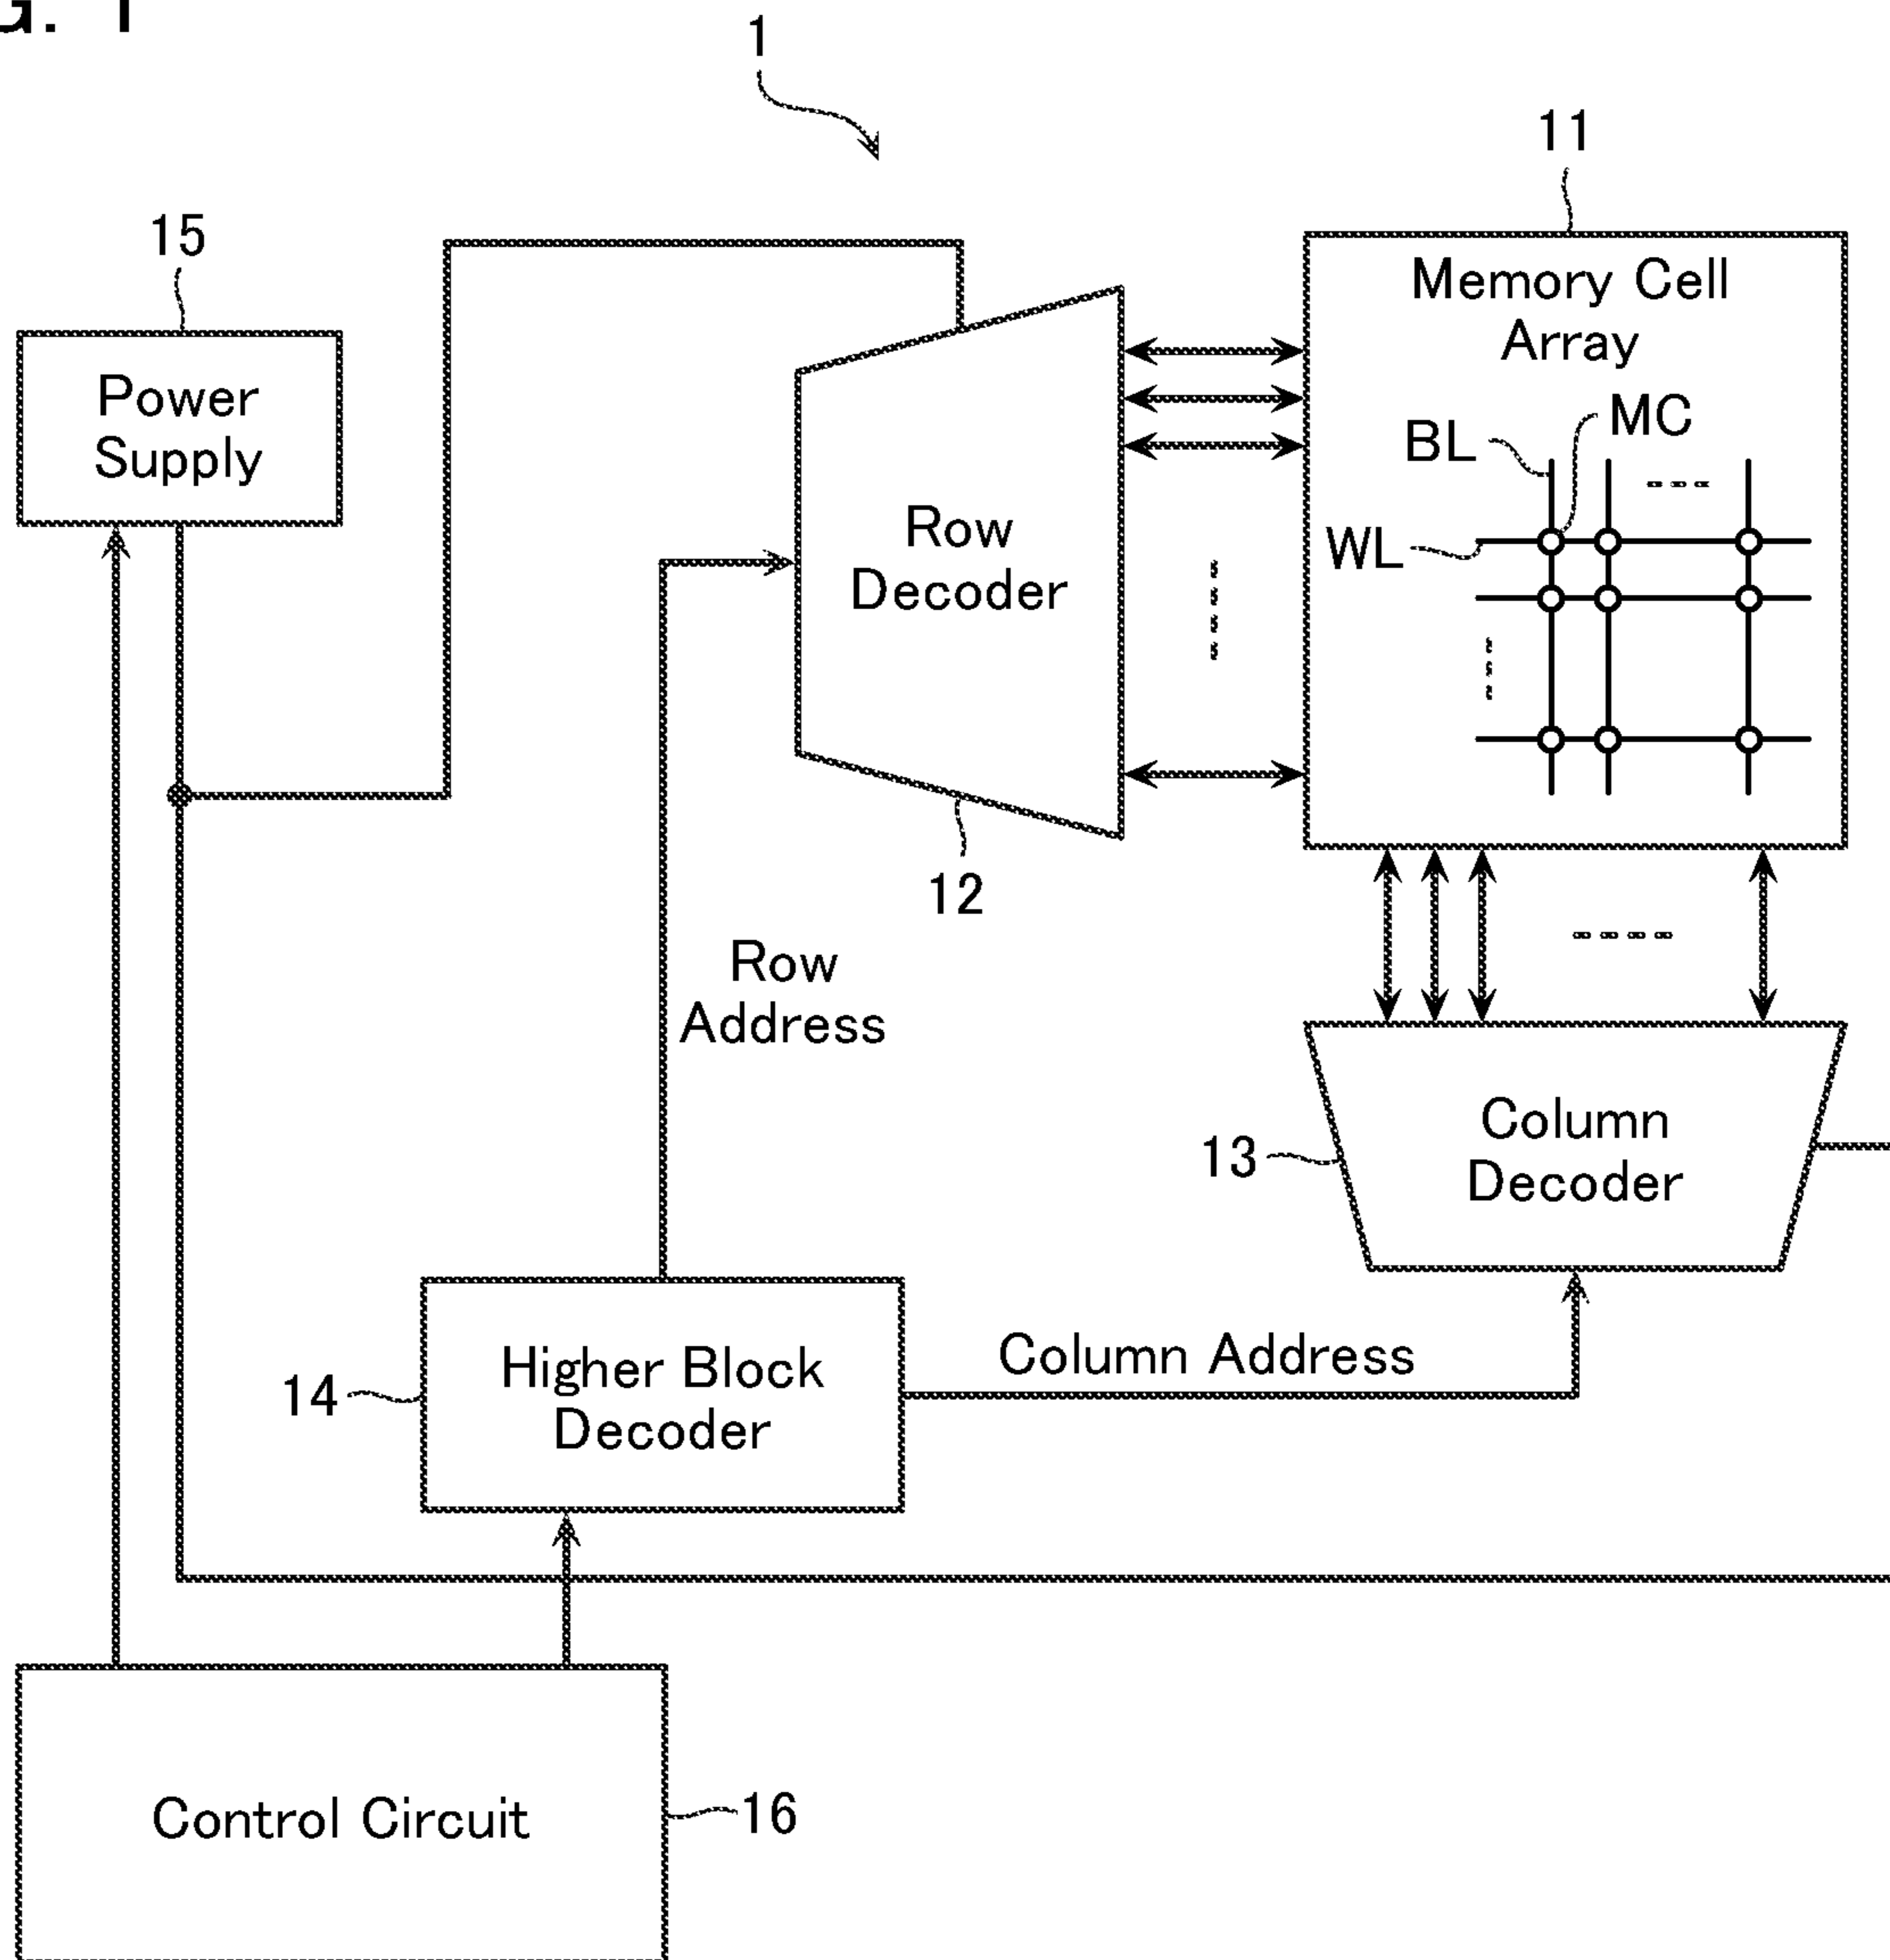 G. 1
1
11
15
Memory Cell
Array
Power
Supply
MC
BL
WL
Row
Decoder
12
Row
Address
Column
Decoder
13
Column Address
Higher Block
Decoder
14
Control Circuit
16